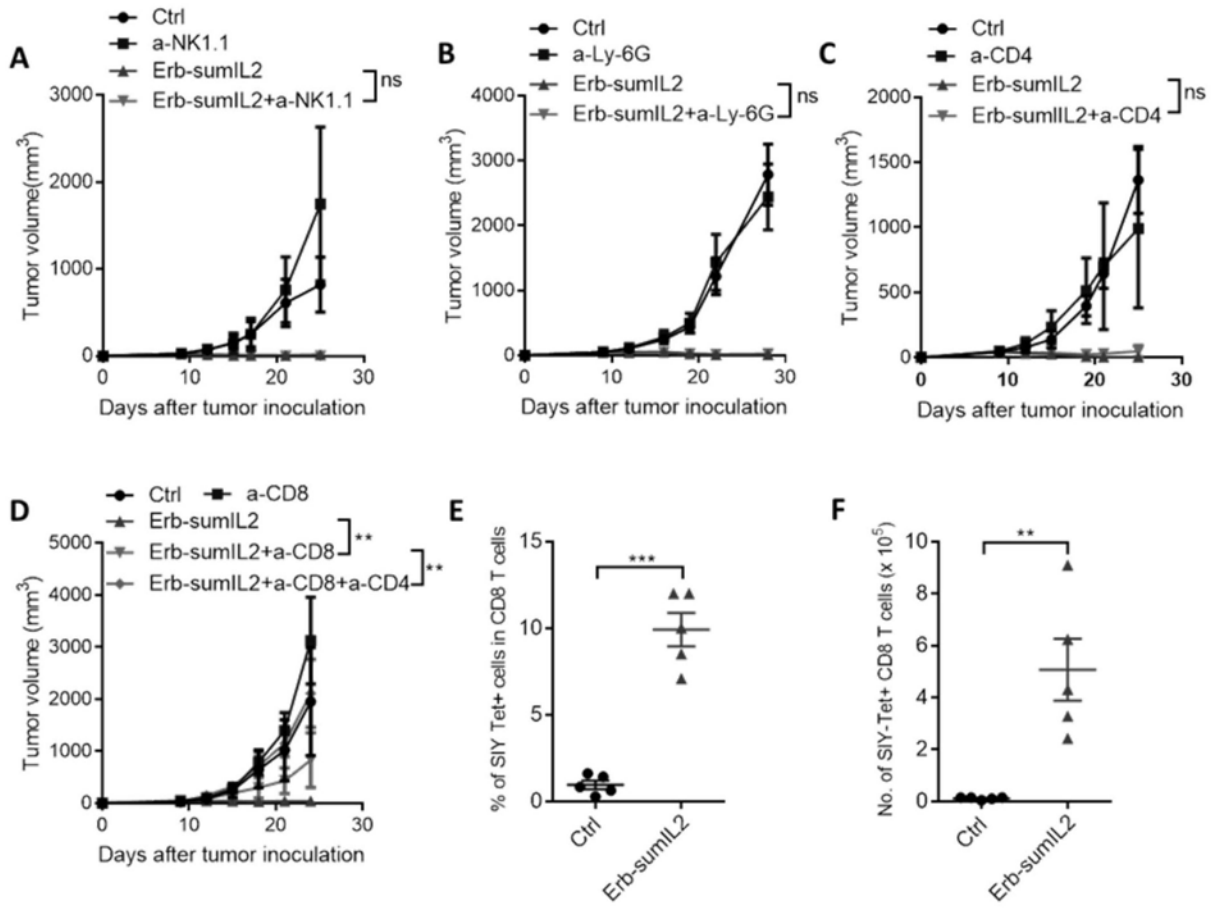 A
Ctrl
a-NK1.1
Erb-sumIL2
Erb-sumIL2+a-NK1.1
ns
Tumor volume(mm³)
3000
2000
1000
0
0 10 20 30
Days after tumor inoculation
B
Ctrl
a-Ly-6G
Erb-sumIL2
Erb-sumIL2+a-Ly-6G
ns
Tumor volume (mm³)
4000
3000
2000
1000
0
0 10 20 30
Days after tumor inoculation
C
Ctrl
a-CD4
Erb-sumIL2
Erb-sumIIL2+a-CD4
ns
Tumor volume (mm³)
2000
1500
1000
500
0
0 10 20 30
Days after tumor inoculation
D
Ctrl a-CD8
Erb-sumIL2
Erb-sumIL2+a-CD8
Erb-sumIL2+a-CD8+a-CD4
**
**
Tumor volume (mm³)
5000
4000
3000
2000
1000
0
0 10 20 30
Days after tumor inoculation
E
% of SIY Tet+ cells in CD8 T cells
15
10
5
0
***
Ctrl
Erb-sumIL2
F
No. of SIY-Tet+ CD8 T cells (x 10⁵)
10
8
6
4
2
0
**
Ctrl
Erb-sumIL2